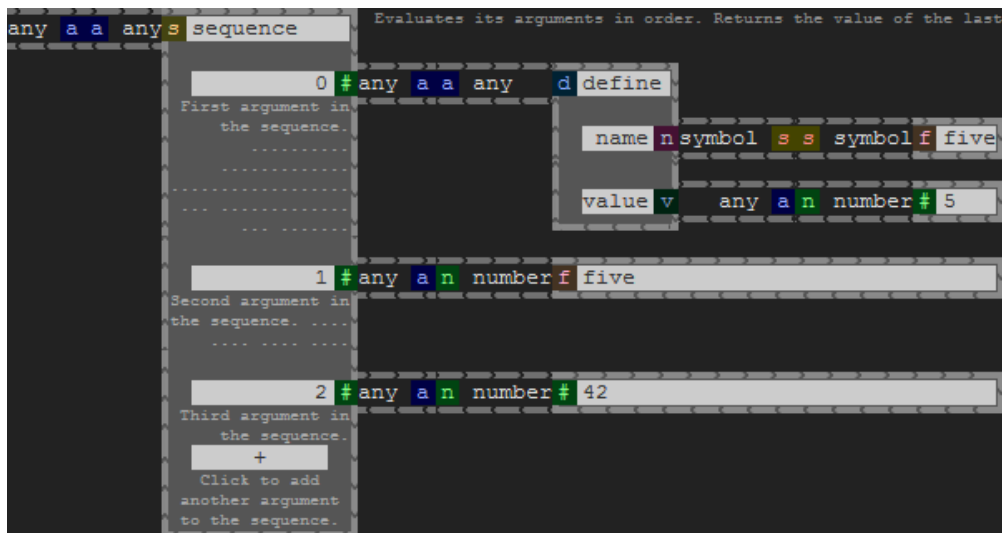 Evaluates its arguments in order. Returns the value of the last
any a a any s sequence
0 # any a a any d define
First argument in
the sequence.
name n symbol s s symbol f five
..........
.............
...................
value v any a n number # 5
... .............
... .......
1 # any a n number f five
Second argument in
the sequence. ....
.... .... ....
2 # any a n number # 42
Third argument in
the sequence.
+
Click to add
another argument
to the sequence.